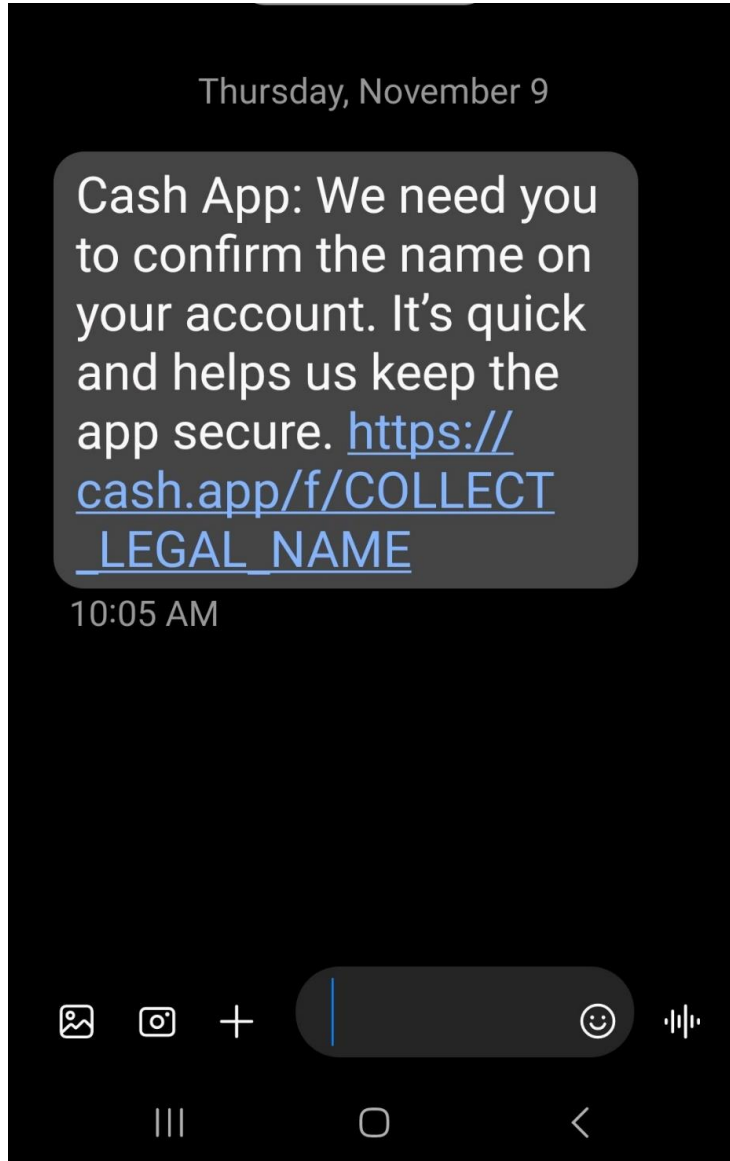 Thursday, November 9
Cash App: We need you
to confirm the name on
your account. It’s quick
and helps us keep the
app secure. https://
cash.app/f/COLLECT
_LEGAL_NAME
10:05 AM